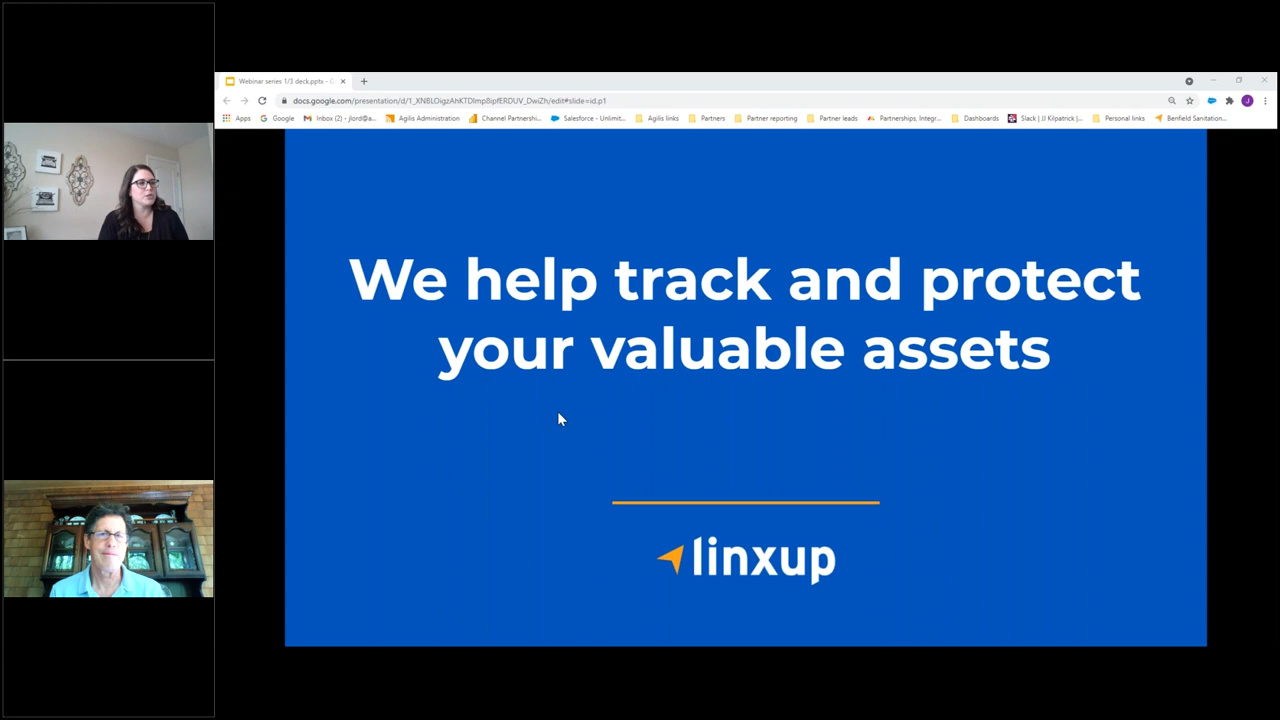 Webinar series 1/3 deck.pptx - G
docs.google.com/presentation/d/1_XNBLOigzAhKTDImpBipfERDUV_DwiZh/edit#slide=id.p1
J
Apps Google Inbox (2) - jlord@a... Agilis Administration Channel Partnershi... Salesforce - Unlimit... Agilis links Partners Partner reporting Partner leads Partnerships, Integr... Dashboards Slack | JJ Kilpatrick |... Personal links Benfield Sanitation...
We help track and protect
your valuable assets
linxup